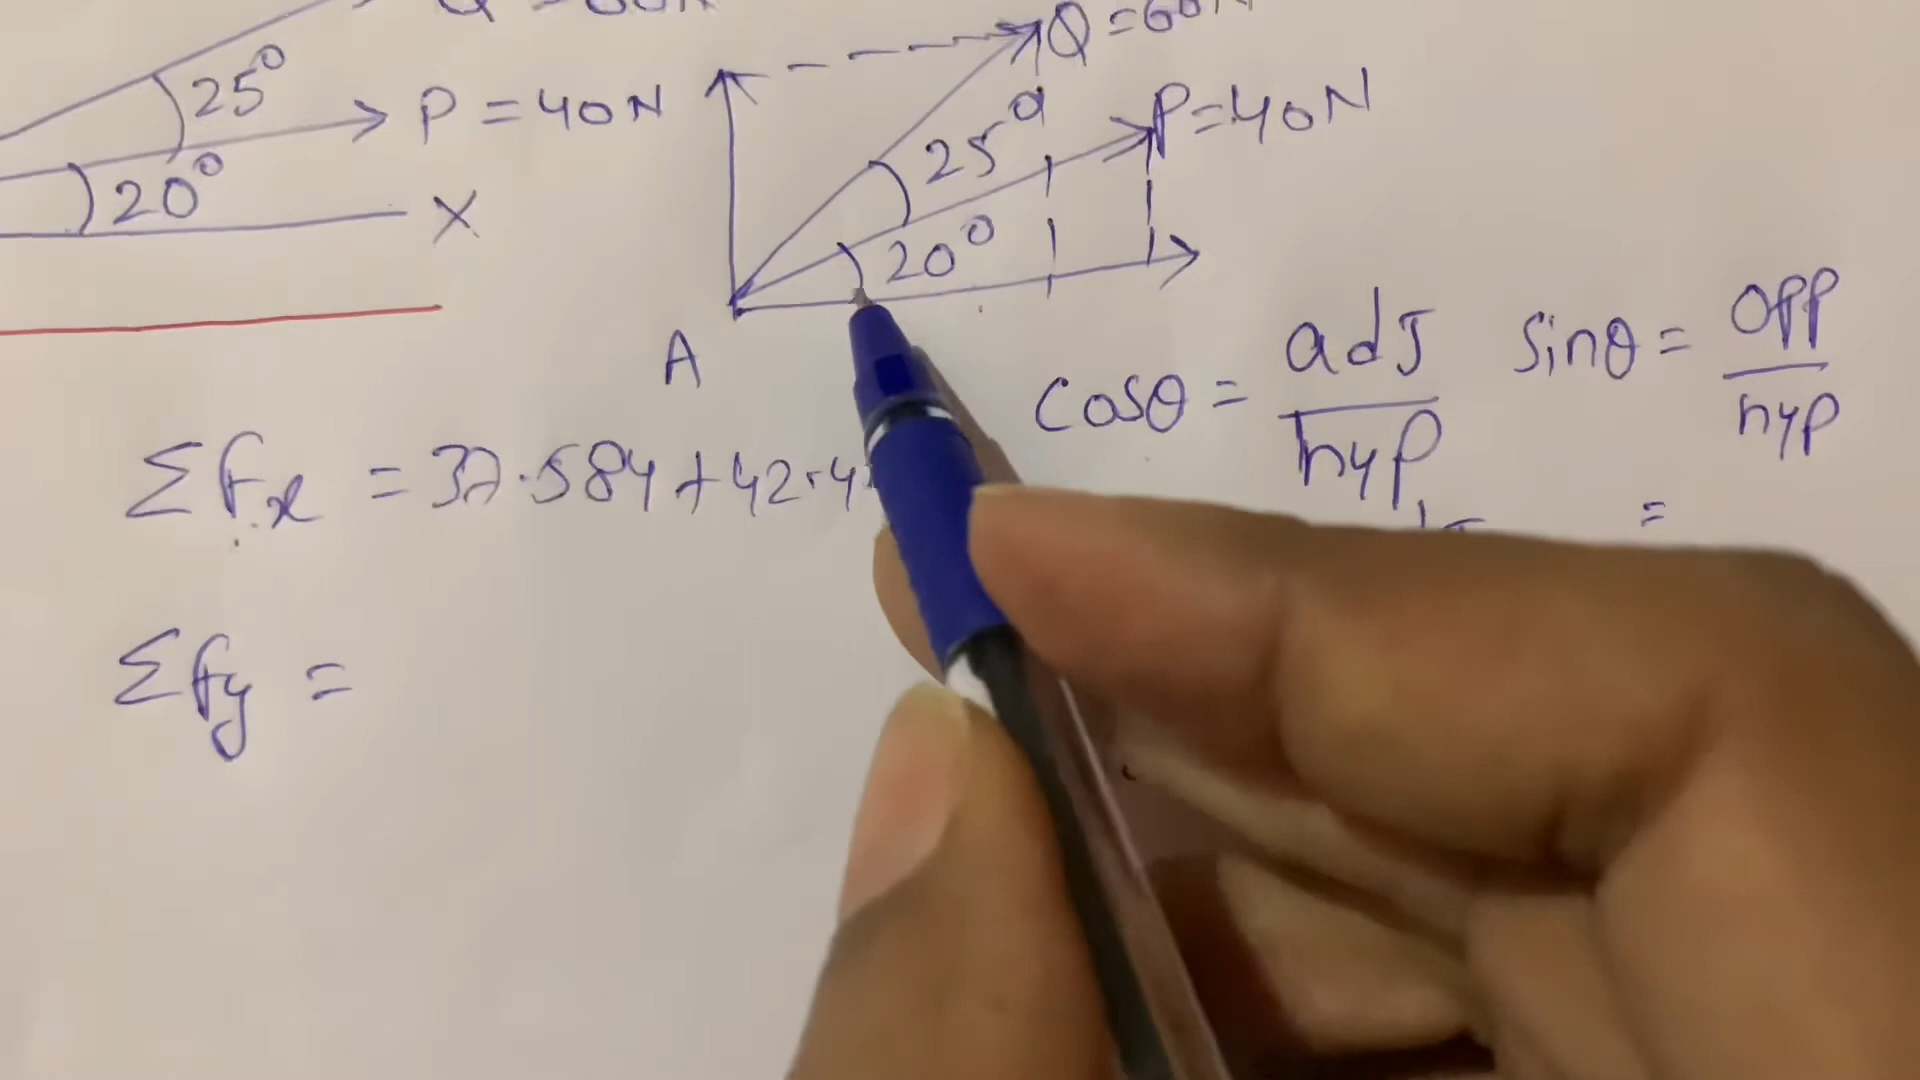 25°
P = 40N
20°
X
Q = 60N
25°
P = 40N
20°
A
cosθ = adJ / hyp
sinθ = opp / hyp
Σfx = 37.584 + 42.4
=
Σfy =